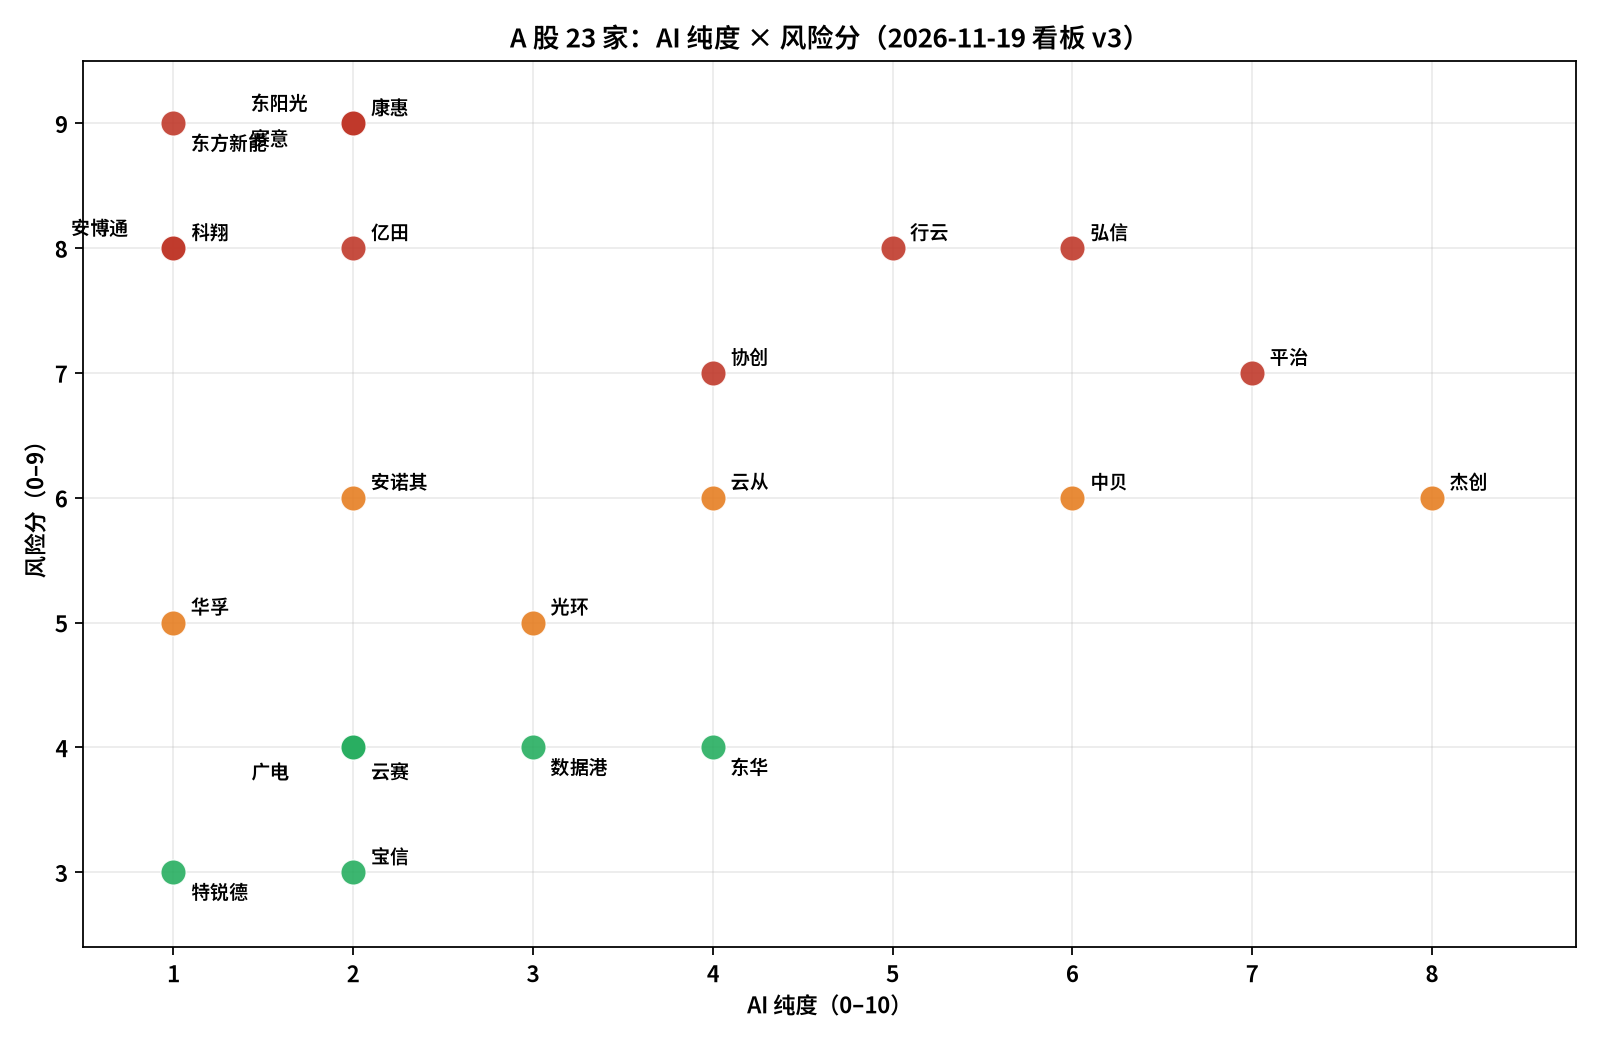 A 股 23 家：AI 纯度 × 风险分（2026-11-19 看板 v3）
东阳光
康惠
东方新能
赛意
安博通
科翔
亿田
行云
弘信
协创
平治
安诺其
云从
中贝
杰创
华孚
光环
广电
云赛
数据港
东华
宝信
特锐德
风险分（0–9）
9
8
7
6
5
4
3
1 2 3 4 5 6 7 8
AI 纯度（0–10）